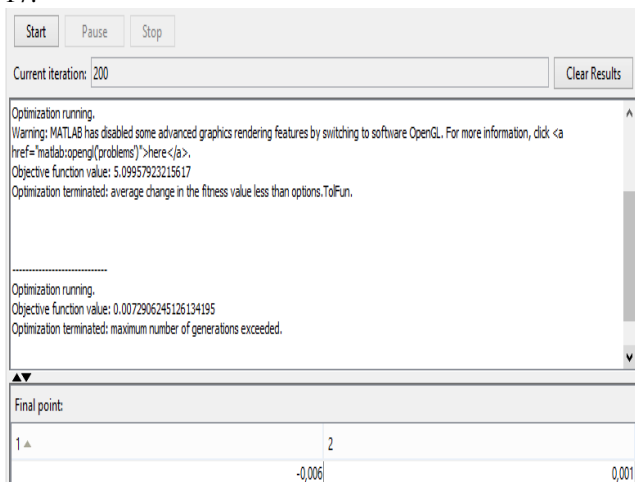 17.
Start Pause Stop
Current iteration: 200 Clear Results
Optimization running.
Warning: MATLAB has disabled some advanced graphics rendering features by switching to software OpenGL. For more information, click <a
href="matlab:opengl('problems')">here</a>.
Objective function value: 5.09957923215617
Optimization terminated: average change in the fitness value less than options.TolFun.
----------------------------
Optimization running.
Objective function value: 0.0072906245126134195
Optimization terminated: maximum number of generations exceeded.
Final point:
1 2
-0,006 0,001